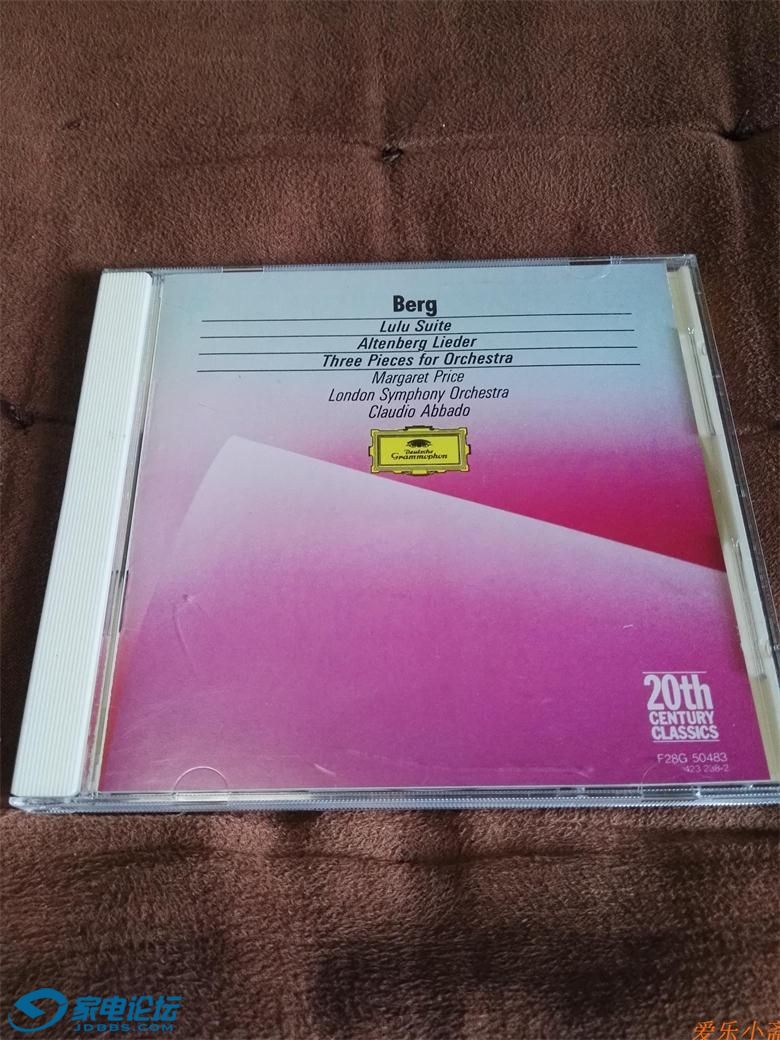 Berg
Lulu Suite
Altenberg Lieder
Three Pieces for Orchestra
Margaret Price
London Symphony Orchestra
Claudio Abbado
Deutsche
Grammophon
20th
CENTURY
CLASSICS
F28G 50483
423 238-2
家电论坛
JDBBS.COM
爱乐小斋